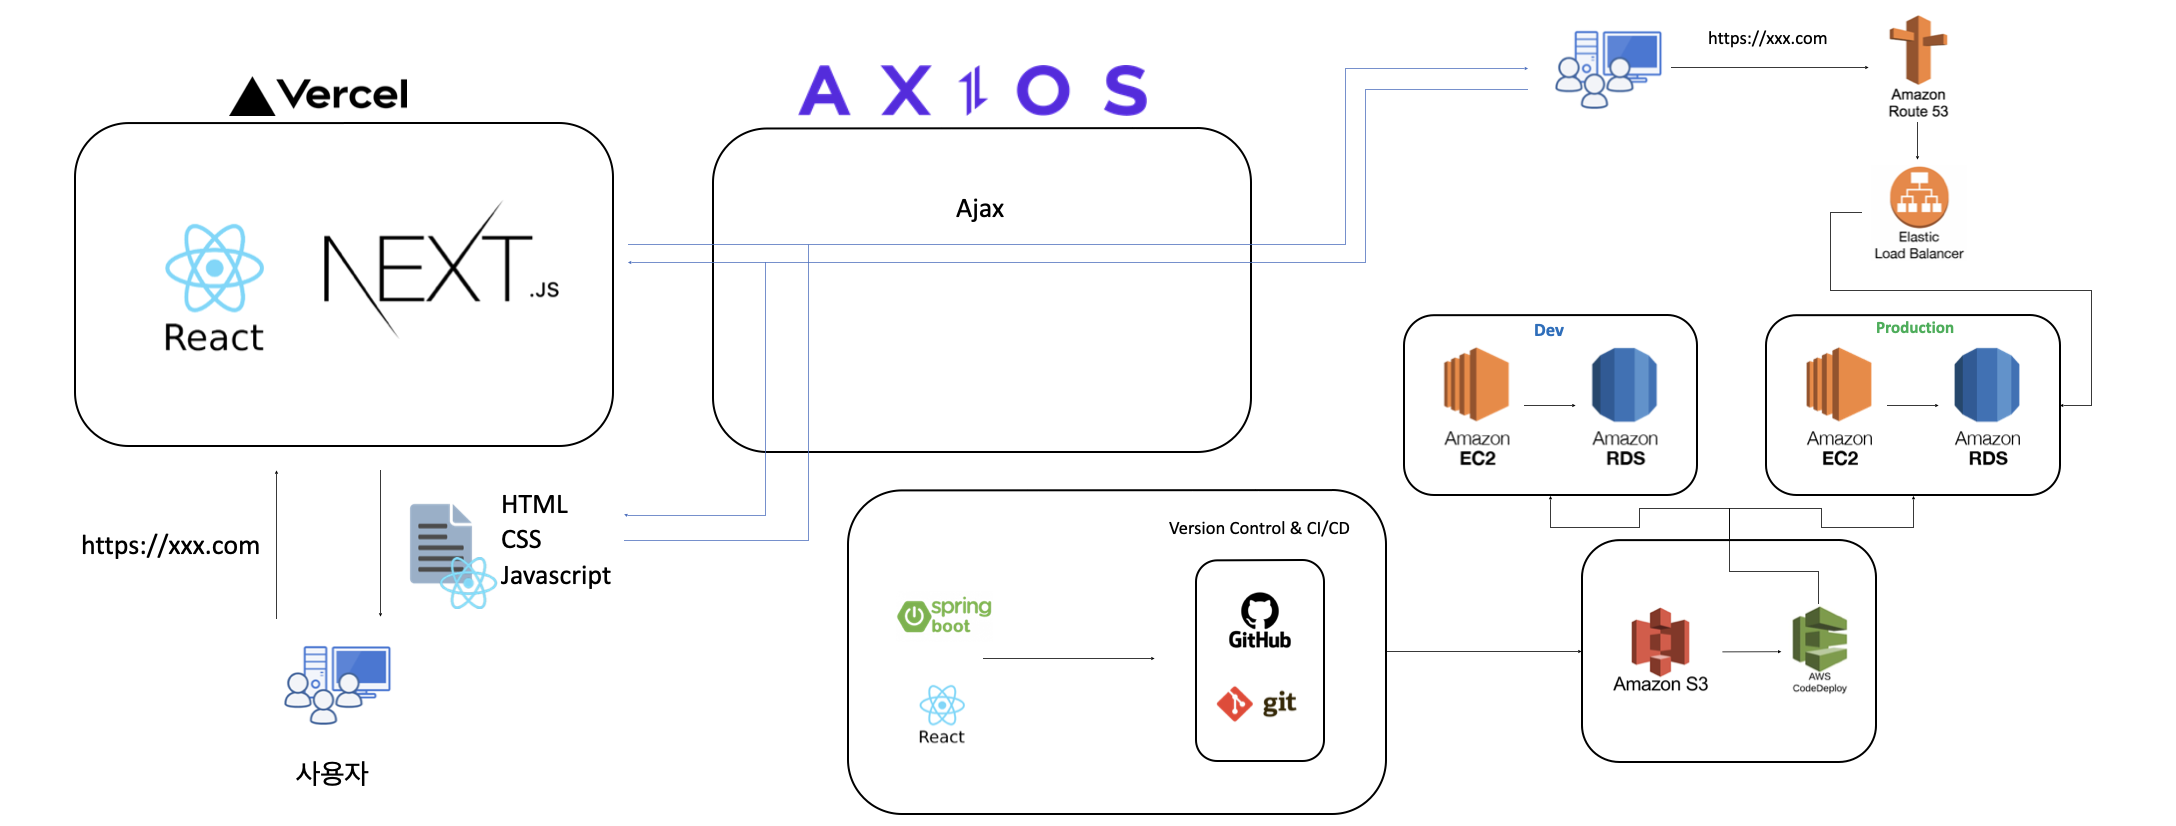 Vercel
React
NEXT.JS
https://xxx.com
HTML
CSS
Javascript
사용자
AXIOS
Ajax
https://xxx.com
Amazon
Route 53
Elastic
Load Balancer
Dev
Amazon
EC2
Amazon
RDS
Production
Amazon
EC2
Amazon
RDS
Version Control & CI/CD
spring
boot
React
GitHub
git
Amazon S3
AWS
CodeDeploy